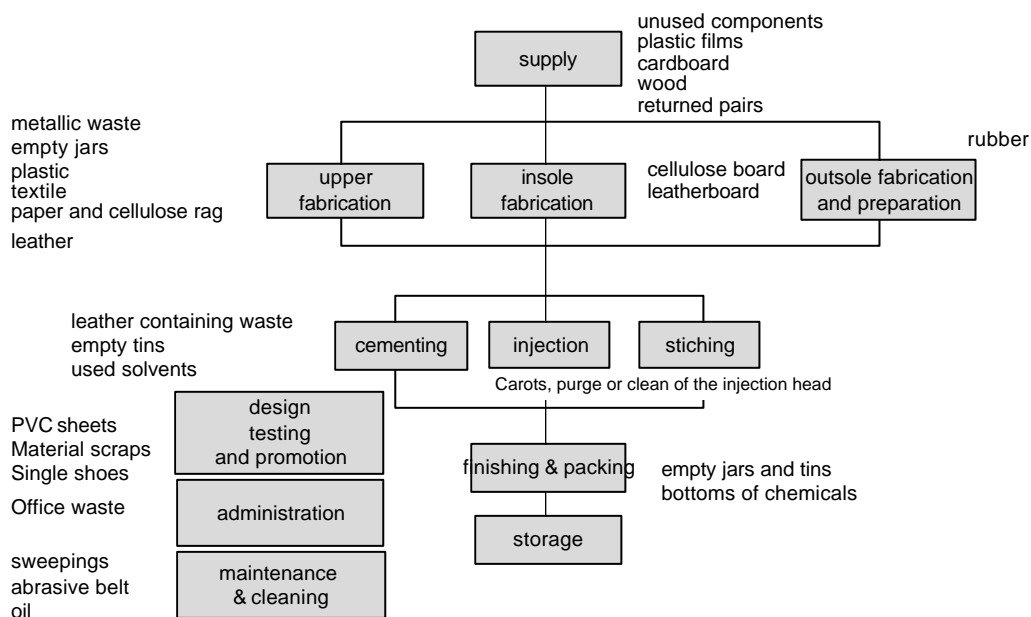 unused components
plastic films
cardboard
wood
returned pairs
supply
metallic waste
empty jars
plastic
textile
paper and cellulose rag
leather
upper
fabrication
insole
fabrication
cellulose board
leatherboard
rubber
outsole fabrication
and preparation
leather containing waste
empty tins
used solvents
cementing
injection
stiching
Carots, purge or clean of the injection head
PVC sheets
Material scraps
Single shoes
design
testing
and promotion
finishing & packing
empty jars and tins
bottoms of chemicals
Office waste
administration
storage
sweepings
abrasive belt
oil
maintenance
& cleaning